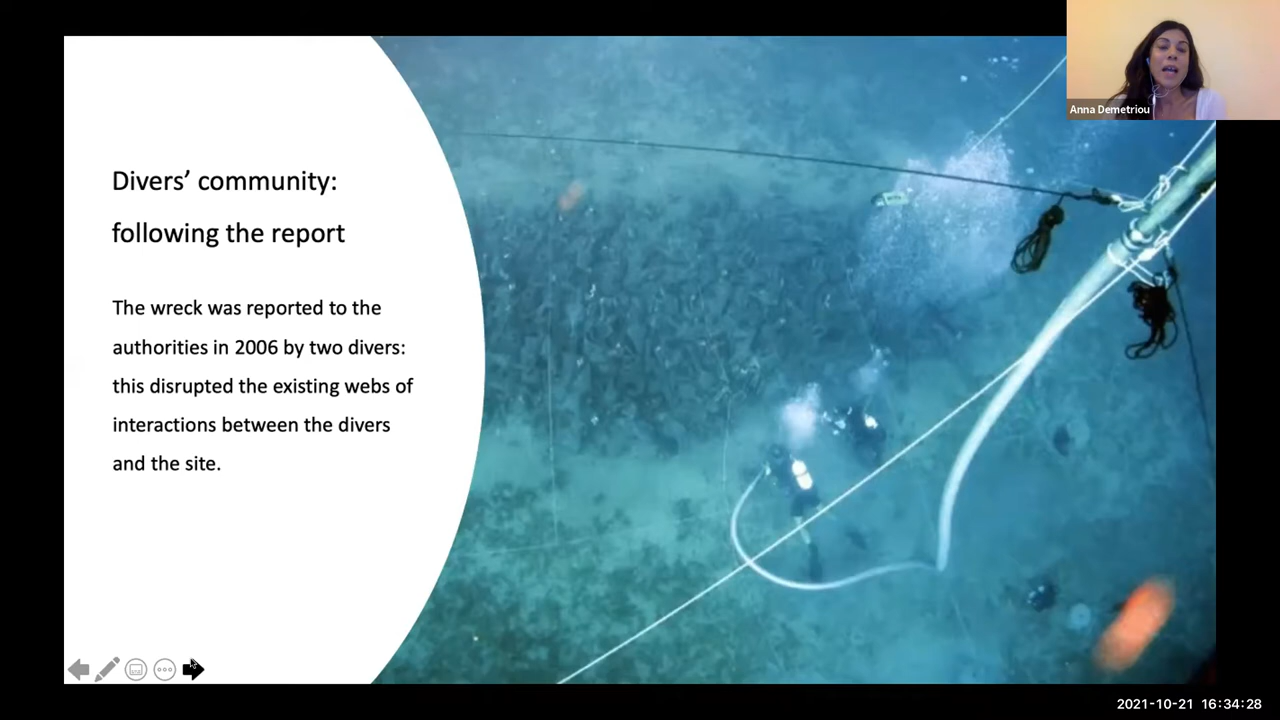 Anna Demetriou
Divers’ community:
following the report
The wreck was reported to the
authorities in 2006 by two divers:
this disrupted the existing webs of
interactions between the divers
and the site.
2021-10-21 16:34:28